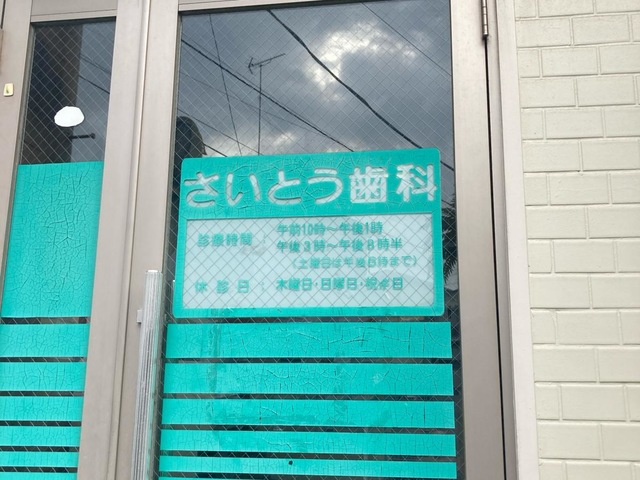 さいとう歯科
診療時間 : 午前10時〜午後1時
午後3時〜午後8時半
(土曜日は午後6時まで)
休診日 : 木曜日・日曜日・祝祭日